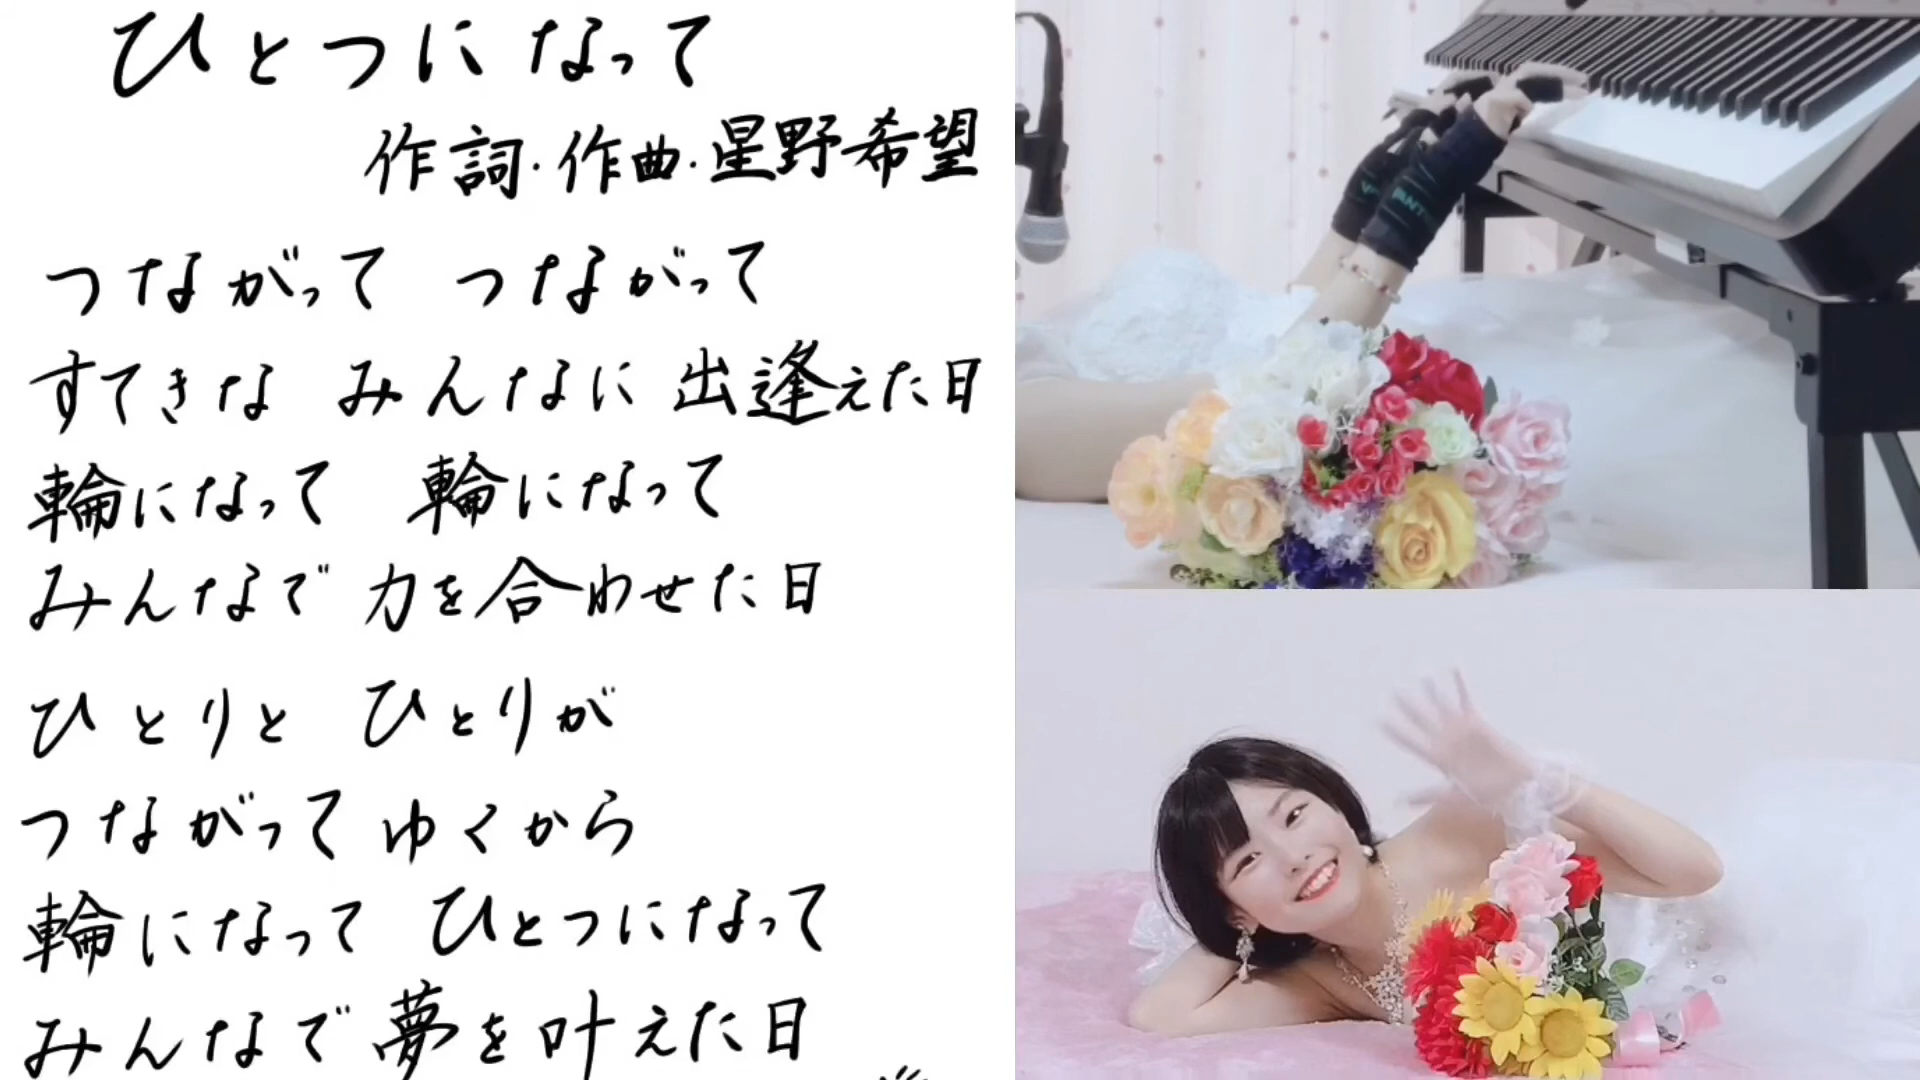 ひとつになって
作詞・作曲・星野希望
つながって つながって
すてきな みんなに 出逢えた日
輪になって 輪になって
みんなで 力を合わせた日
ひとりと ひとりが
つながって ゆくから
輪になって ひとつになって
みんなで 夢を叶えた日